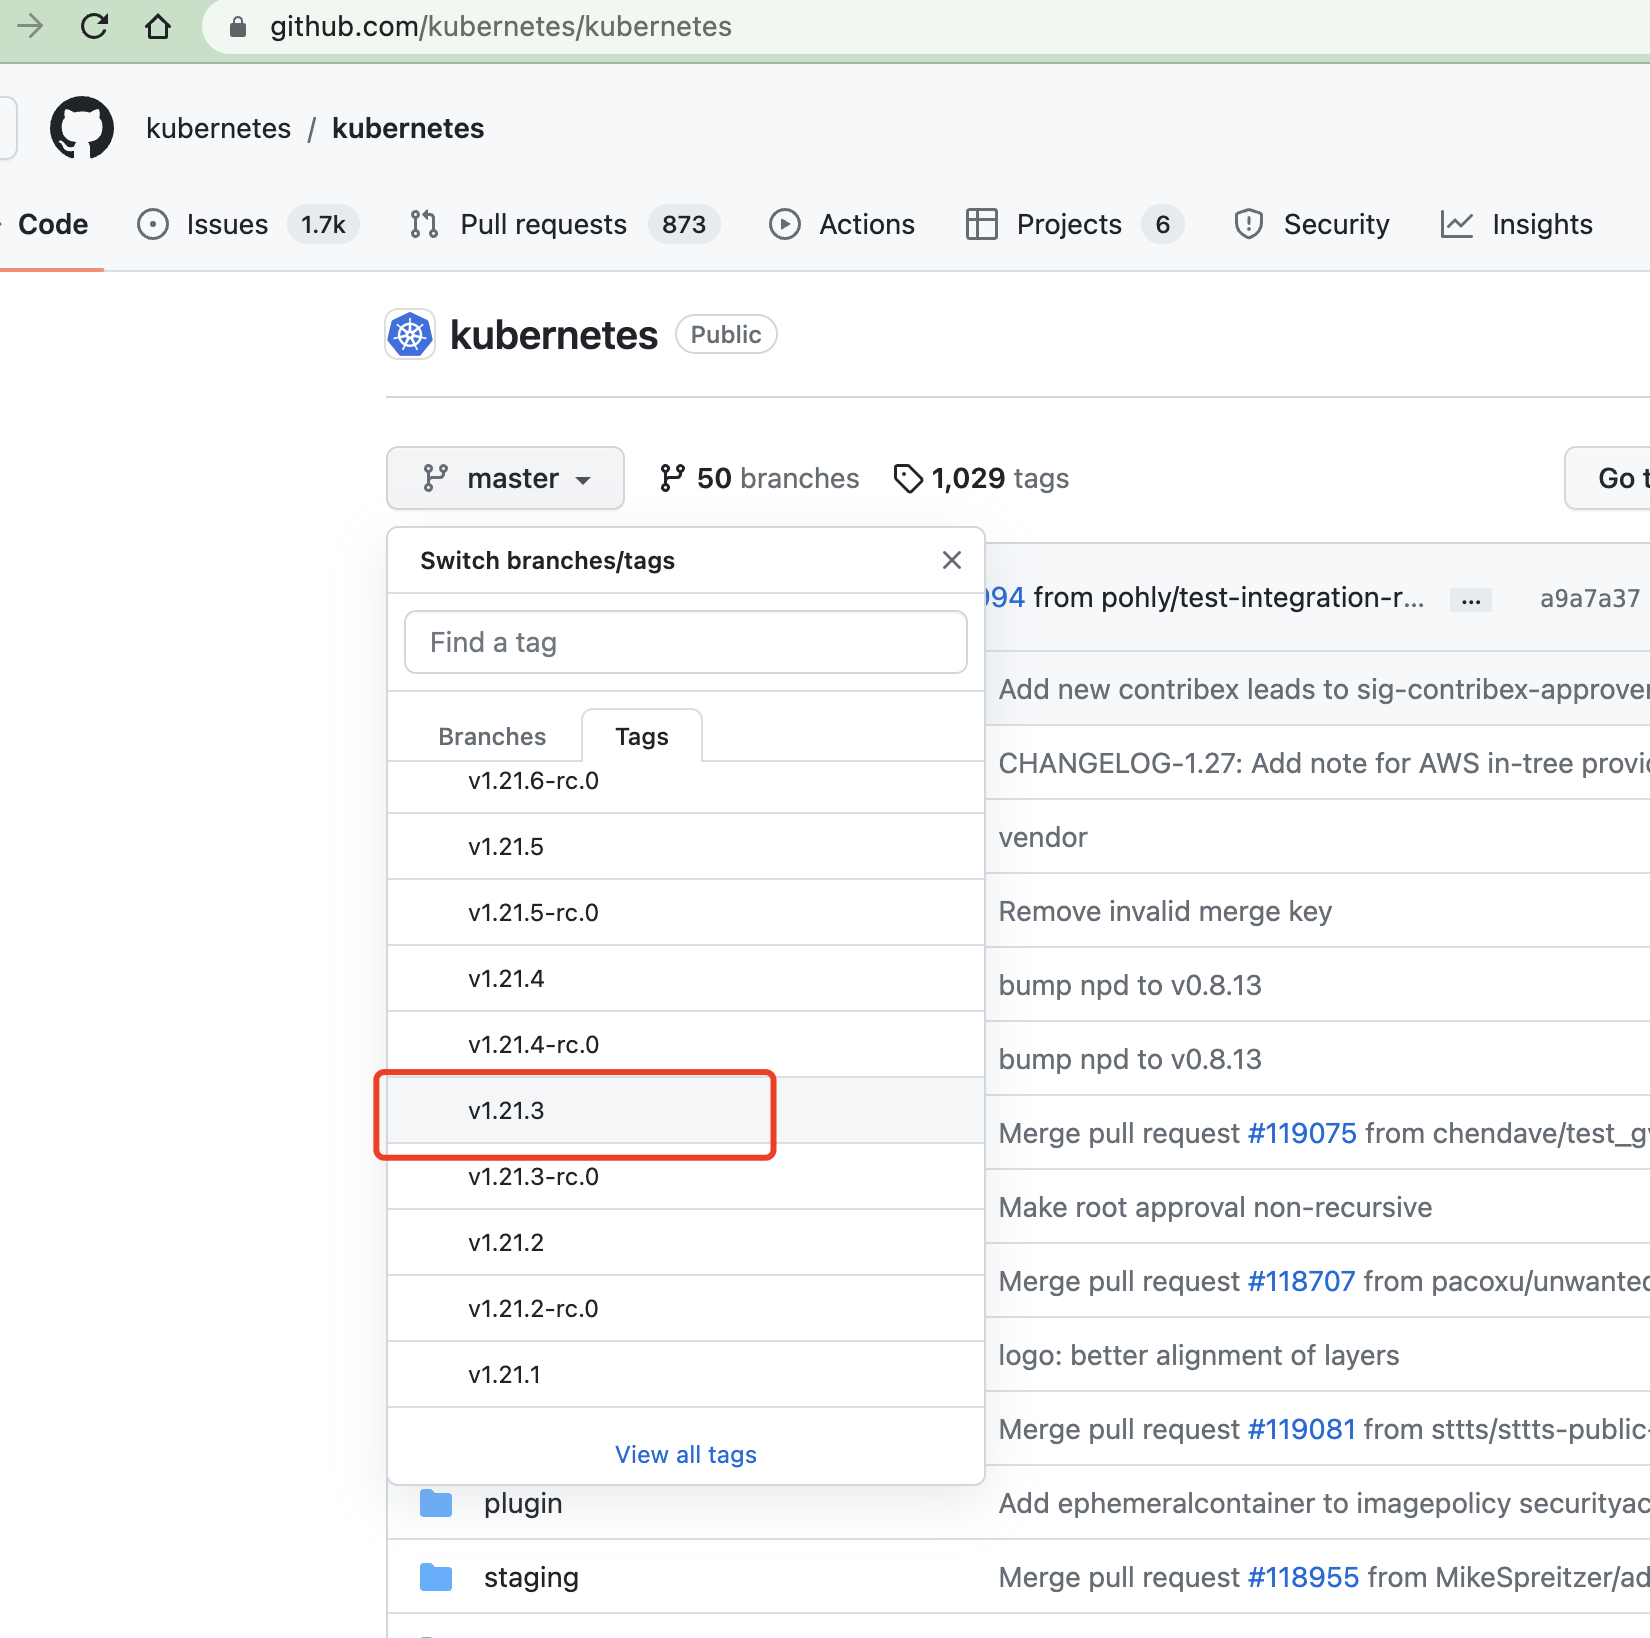 github.com/kubernetes/kubernetes
kubernetes / kubernetes
Code Issues 1.7k Pull requests 873 Actions Projects 6 Security Insights
kubernetes Public
master 50 branches 1,029 tags Go
Switch branches/tags
Find a tag
Branches Tags
v1.21.6-rc.0
v1.21.5
v1.21.5-rc.0
v1.21.4
v1.21.4-rc.0
v1.21.3
v1.21.3-rc.0
v1.21.2
v1.21.2-rc.0
v1.21.1
View all tags
94 from pohly/test-integration-r... ... a9a7a37
Add new contribex leads to sig-contribex-approver
CHANGELOG-1.27: Add note for AWS in-tree provi
vendor
Remove invalid merge key
bump npd to v0.8.13
bump npd to v0.8.13
Merge pull request #119075 from chendave/test_g
Make root approval non-recursive
Merge pull request #118707 from pacoxu/unwanted
logo: better alignment of layers
Merge pull request #119081 from sttts/sttts-public-
plugin Add ephemeralcontainer to imagepolicy securityac
staging Merge pull request #118955 from MikeSpreitzer/ad